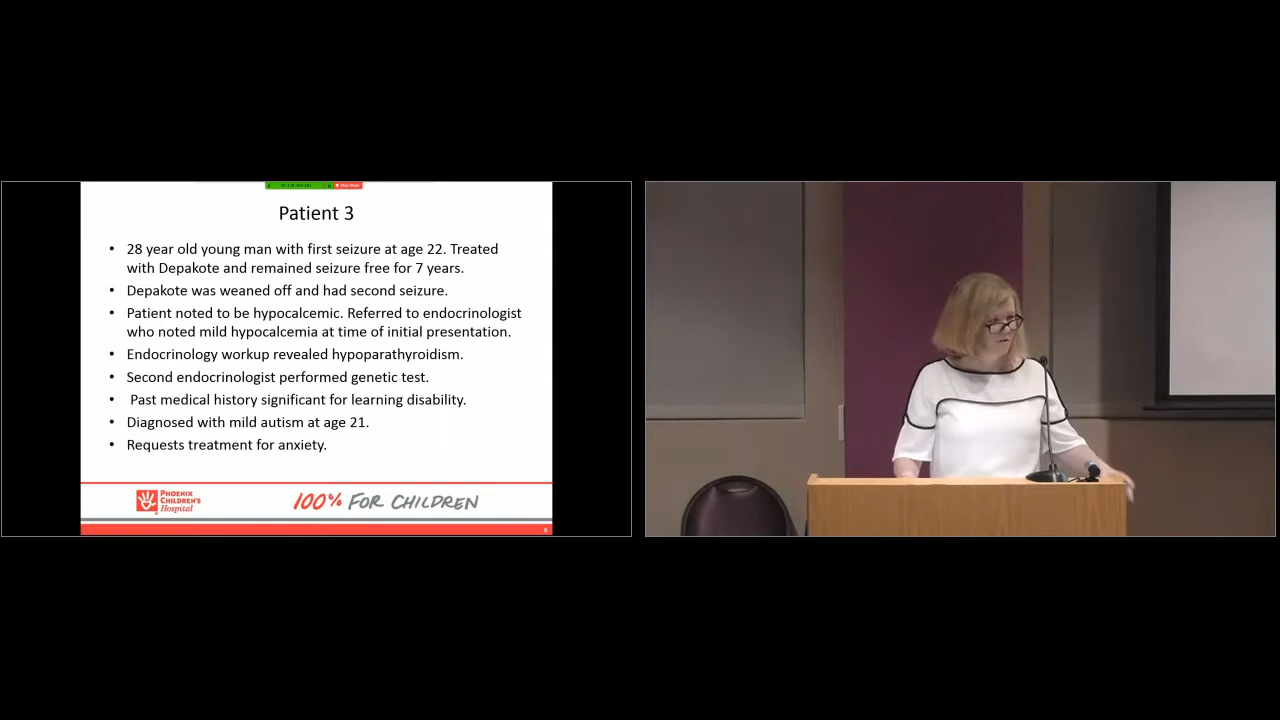 Patient 3
• 28 year old young man with first seizure at age 22. Treated
with Depakote and remained seizure free for 7 years.
• Depakote was weaned off and had second seizure.
• Patient noted to be hypocalcemic. Referred to endocrinologist
who noted mild hypocalcemia at time of initial presentation.
• Endocrinology workup revealed hypoparathyroidism.
• Second endocrinologist performed genetic test.
• Past medical history significant for learning disability.
• Diagnosed with mild autism at age 21.
• Requests treatment for anxiety.
PHOENIX
CHILDREN'S
Hospital
100% FOR CHILDREN
6